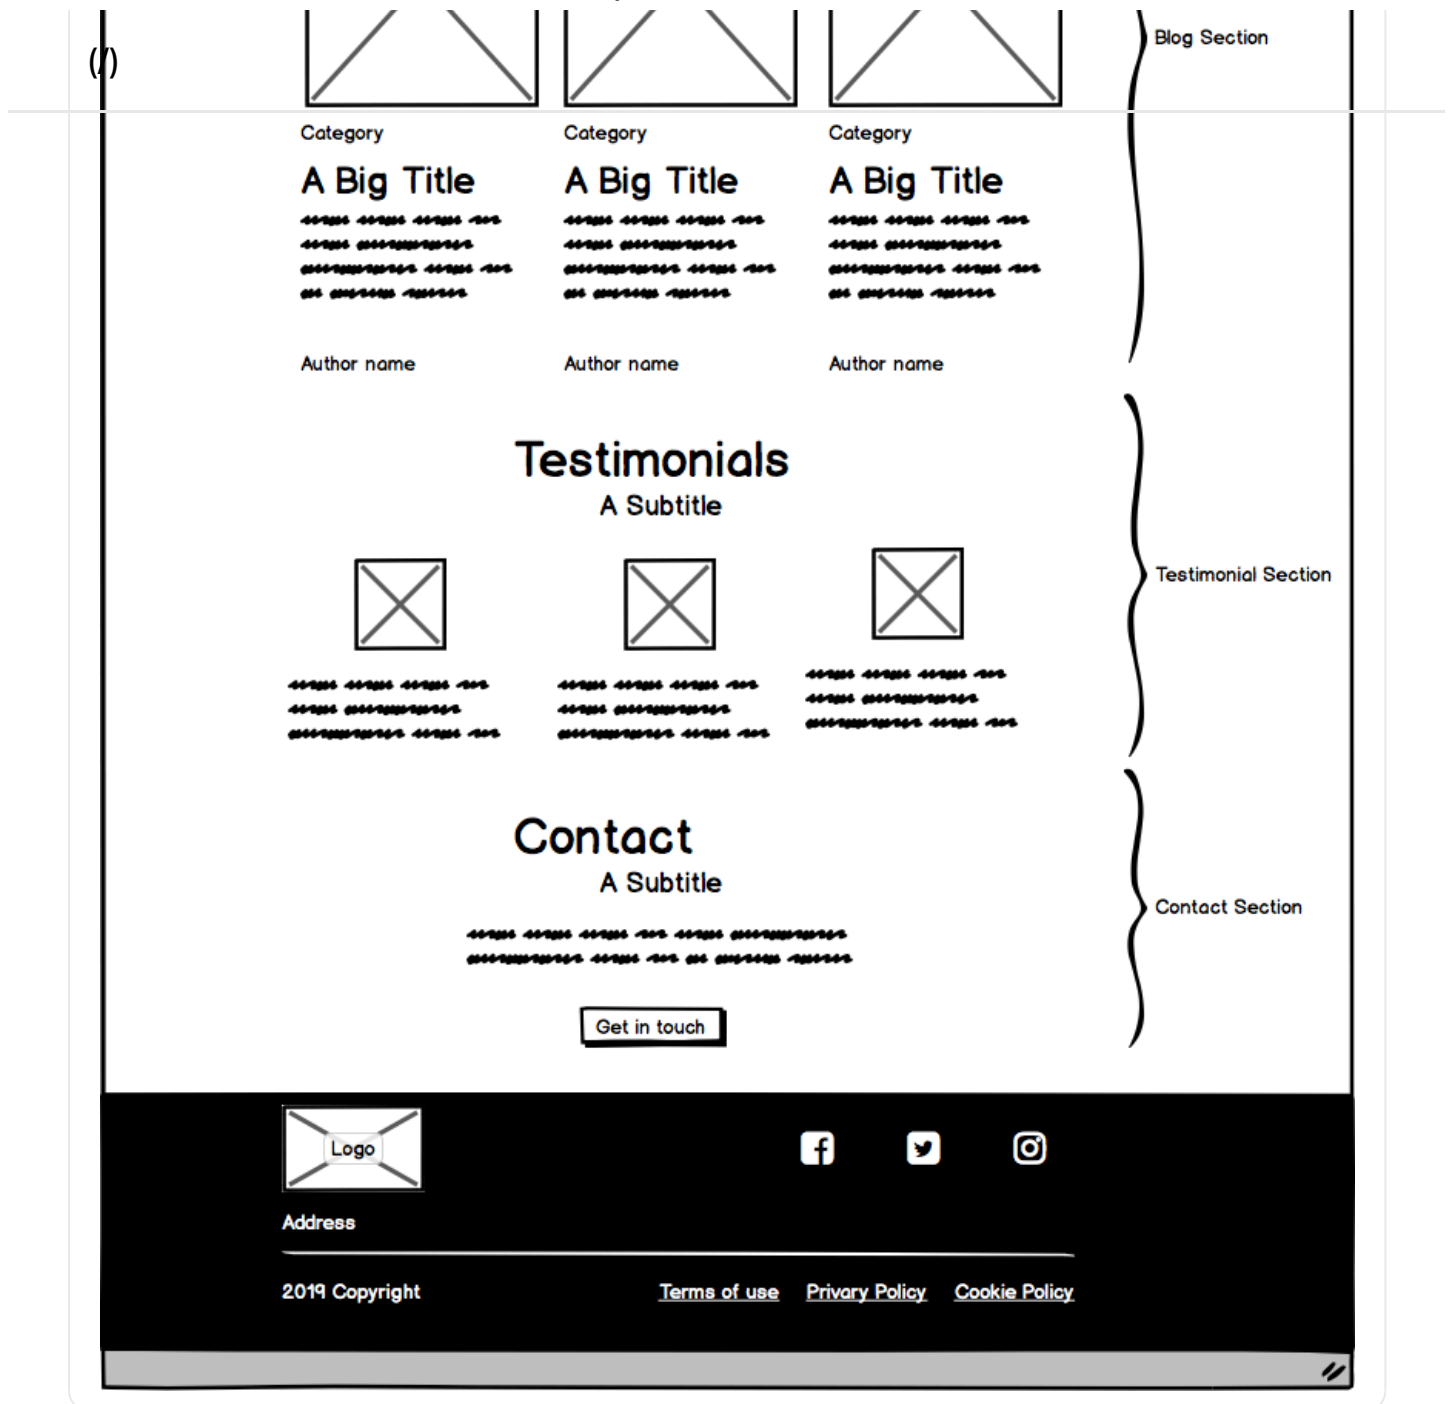 Blog Section
(/)
Category Category Category
A Big Title A Big Title A Big Title
Author name Author name Author name
Testimonials
A Subtitle
Testimonial Section
Contact
A Subtitle
Contact Section
Get in touch
Logo
Address
2019 Copyright Terms of use Privary Policy Cookie Policy